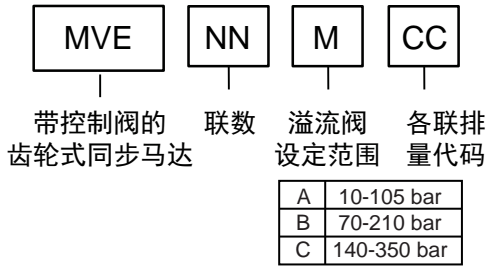 MVE NN M CC
带控制阀的 联数 溢流阀 各联排
齿轮式同步马达 设定范围 量代码
A 10-105 bar
B 70-210 bar
C 140-350 bar